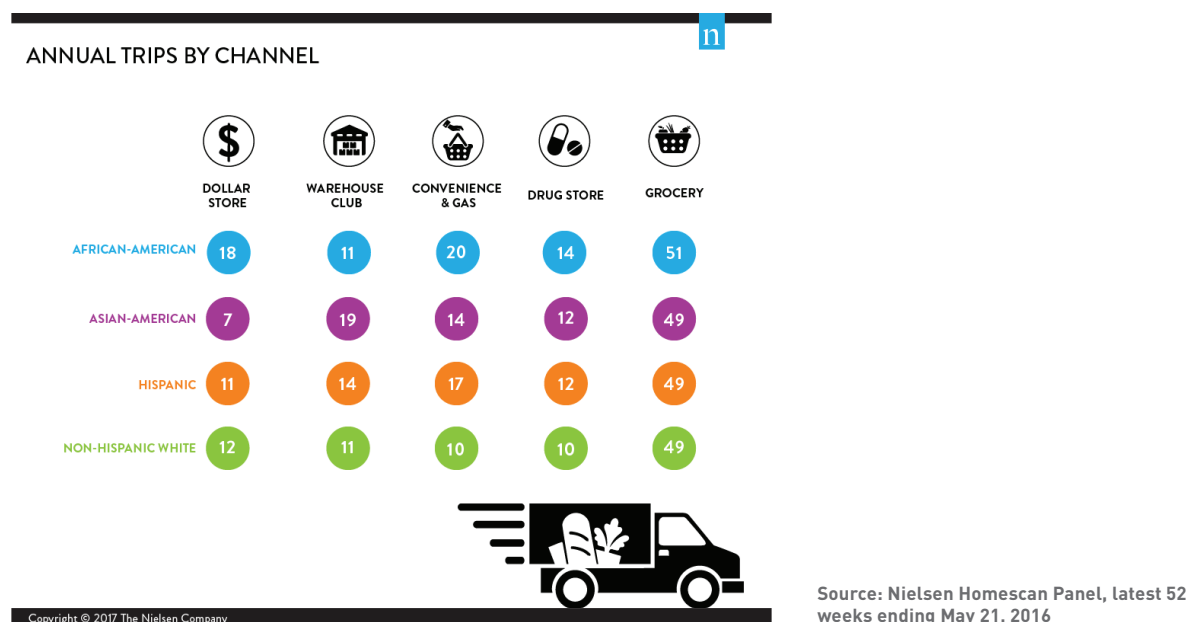 n
ANNUAL TRIPS BY CHANNEL
$
DOLLAR
STORE
WAREHOUSE
CLUB
CONVENIENCE
& GAS
DRUG STORE
GROCERY
AFRICAN-AMERICAN 18 11 20 14 51
ASIAN-AMERICAN 7 19 14 12 49
HISPANIC 11 14 17 12 49
NON-HISPANIC WHITE 12 11 10 10 49
Source: Nielsen Homescan Panel, latest 52
weeks ending May 21, 2016
Copyright © 2017 The Nielsen Company